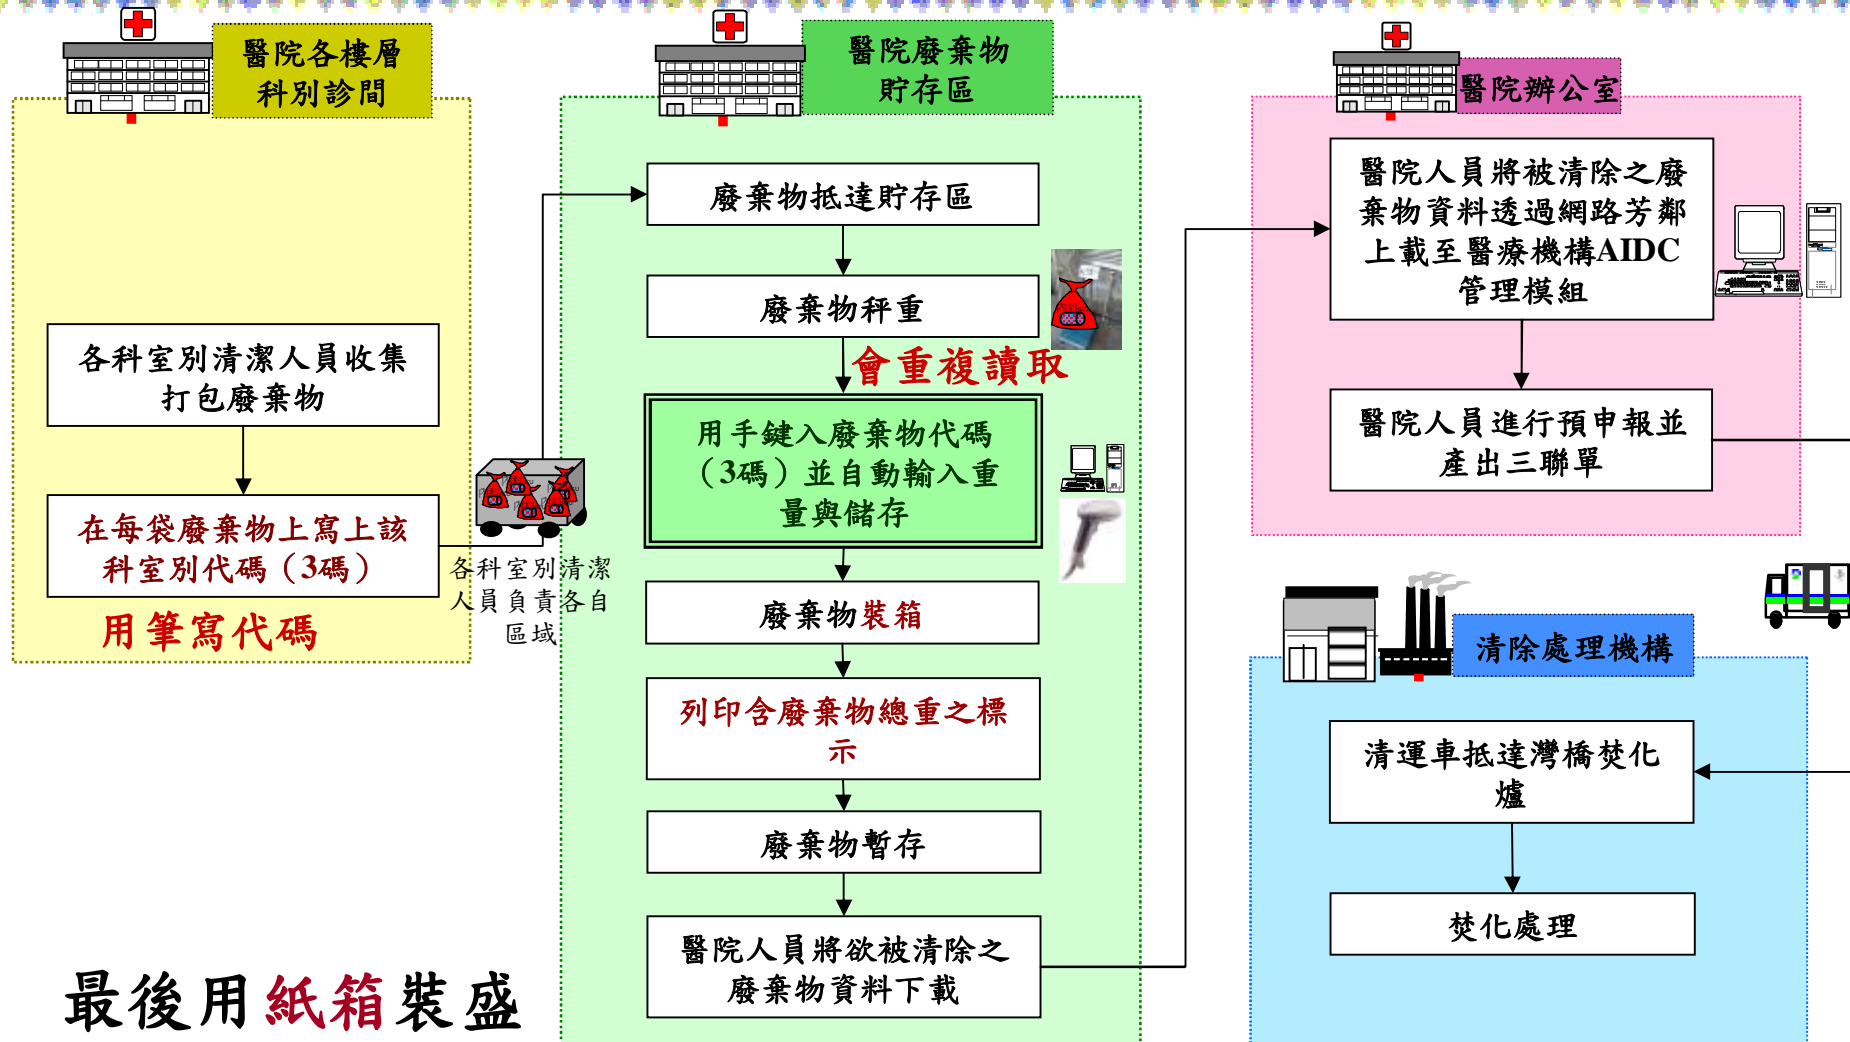 醫院各樓層
科別診間
各科室別清潔人員收集
打包廢棄物
在每袋廢棄物上寫上該
科室別代碼（3碼）
用筆寫代碼
各科室別清潔
人員負責各自
區域
醫院廢棄物
貯存區
廢棄物抵達貯存區
廢棄物秤重
會重複讀取
用手鍵入廢棄物代碼
（3碼）並自動輸入重
量與儲存
廢棄物裝箱
列印含廢棄物總重之標
示
廢棄物暫存
醫院人員將欲被清除之
廢棄物資料下載
醫院辦公室
醫院人員將被清除之廢
棄物資料透過網路芳鄰
上載至醫療機構AIDC
管理模組
醫院人員進行預申報並
產出三聯單
清除處理機構
清運車抵達灣橋焚化
爐
焚化處理
最後用紙箱裝盛